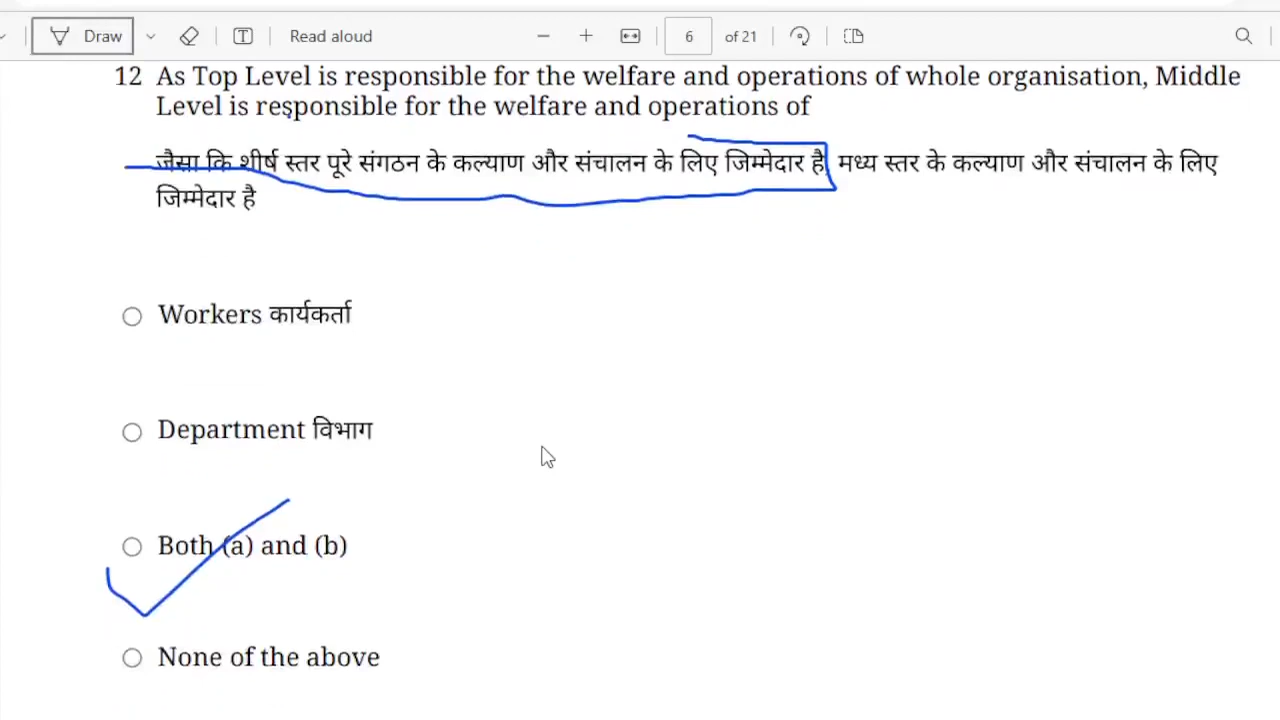 Draw
Read aloud
6
of 21
12 As Top Level is responsible for the welfare and operations of whole organisation, Middle
Level is responsible for the welfare and operations of
जैसा कि शीर्ष स्तर पूरे संगठन के कल्याण और संचालन के लिए जिम्मेदार है, मध्य स्तर के कल्याण और संचालन के लिए
जिम्मेदार है
Workers कार्यकर्ता
Department विभाग
Both (a) and (b)
None of the above